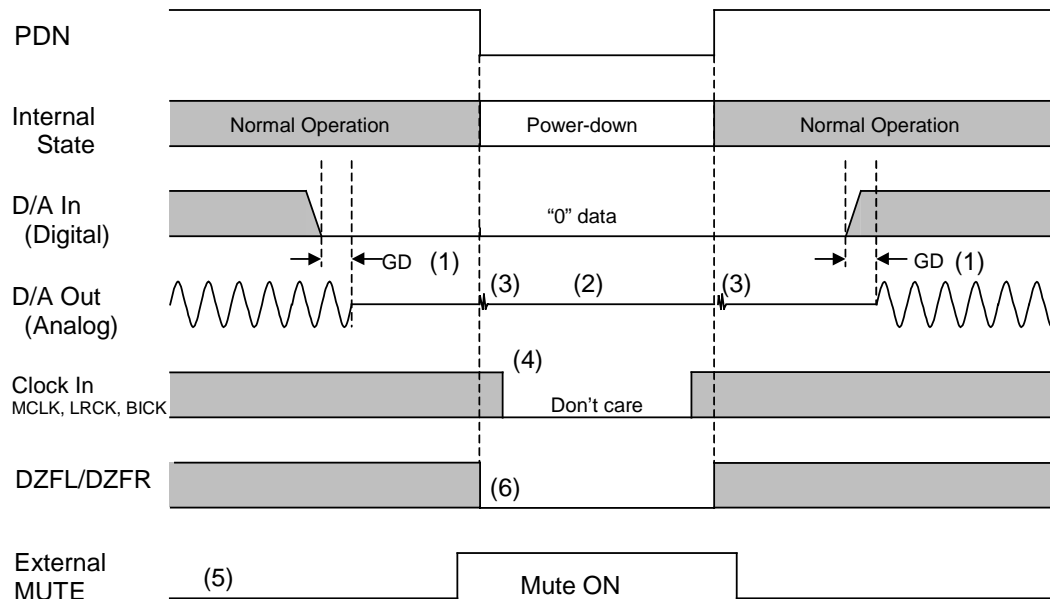 PDN
Internal
State
Normal Operation
Power-down
Normal Operation
D/A In
(Digital)
“0” data
GD (1)
GD (1)
D/A Out
(Analog)
(3)
(2)
(3)
Clock In
MCLK, LRCK, BICK
(4)
Don’t care
DZFL/DZFR
(6)
External
MUTE
(5)
Mute ON